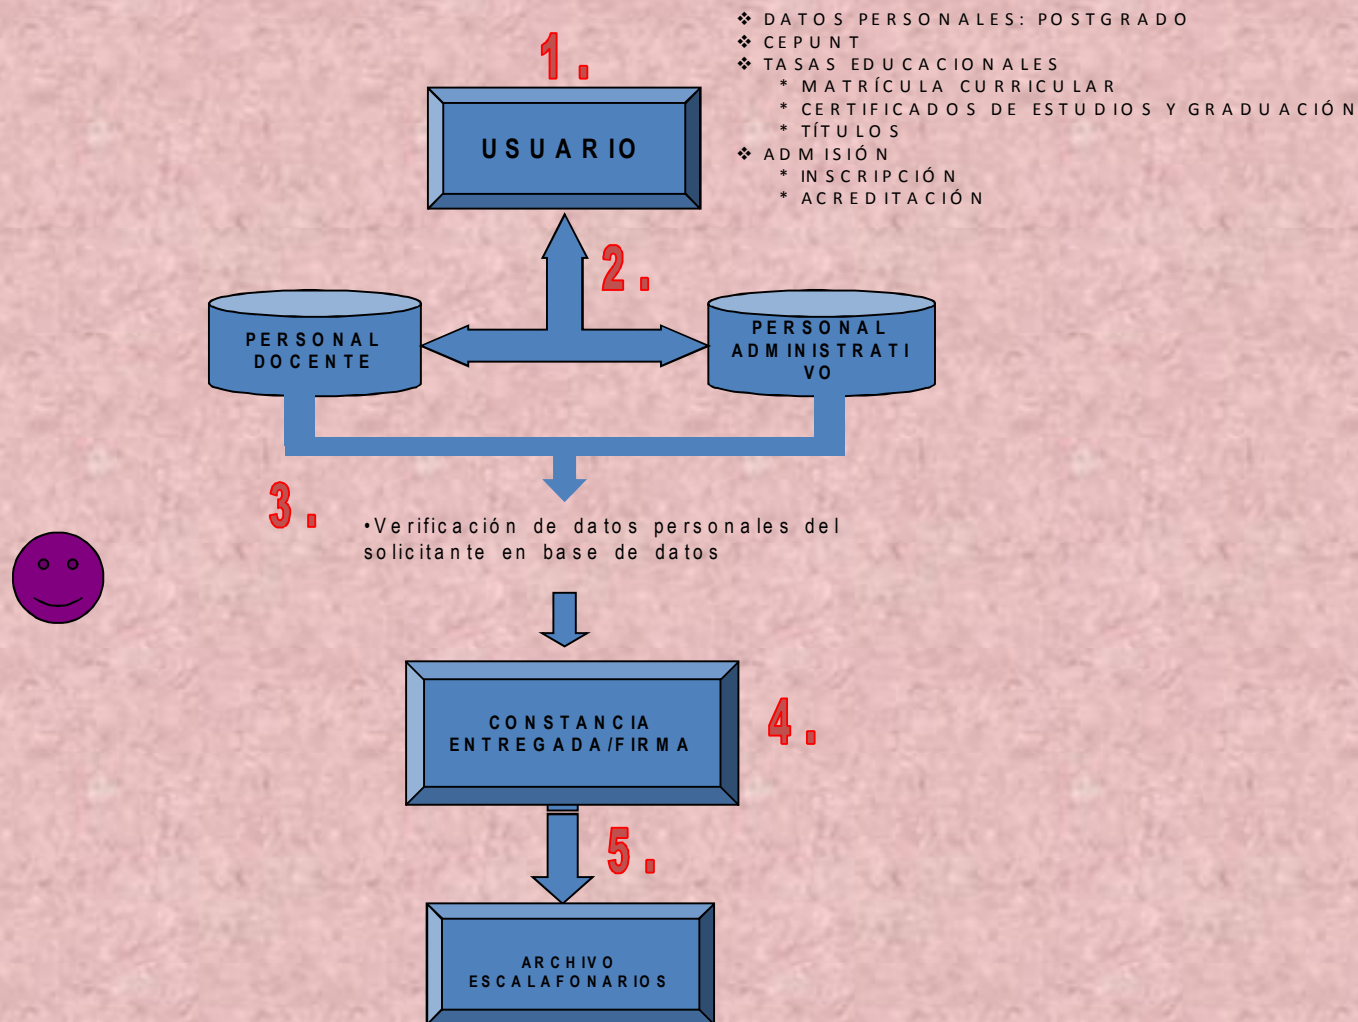 ❖ DATOS PERSONALES: POSTGRADO
❖ CEPUNT
❖ TASAS EDUCACIONALES
* MATRÍCULA CURRICULAR
* CERTIFICADOS DE ESTUDIOS Y GRADUACIÓN
* TÍTULOS
❖ ADMISIÓN
* INSCRIPCIÓN
* ACREDITACIÓN
1.
USUARIO
2.
PERSONAL
DOCENTE
PERSONAL
ADMINISTRATI
VO
3.
•Verificación de datos personales del
solicitante en base de datos
CONSTANCIA
ENTREGADA/FIRMA
4.
5.
ARCHIVO
ESCALAFONARIOS